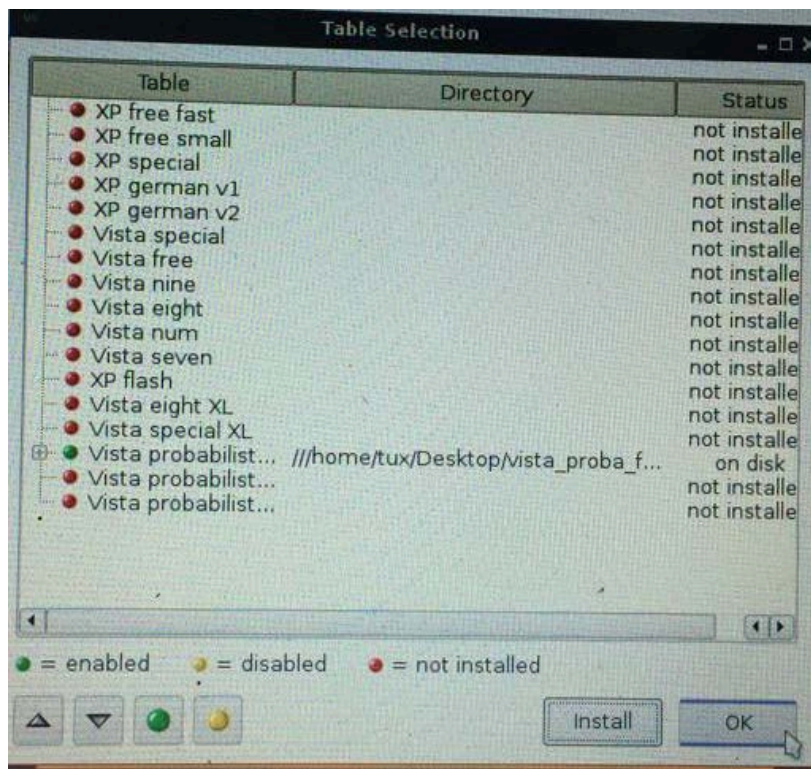 Table Selection
Table Directory Status
XP free fast not installe
XP free small not installe
XP special not installe
XP german v1 not installe
XP german v2 not installe
Vista special not installe
Vista free not installe
Vista nine not installe
Vista eight not installe
Vista num not installe
Vista seven not installe
XP flash not installe
Vista eight XL not installe
Vista special XL not installe
Vista probabilist... ///home/tux/Desktop/vista_proba_f... on disk
Vista probabilist... not installe
Vista probabilist... not installe
= enabled = disabled = not installed
Install OK